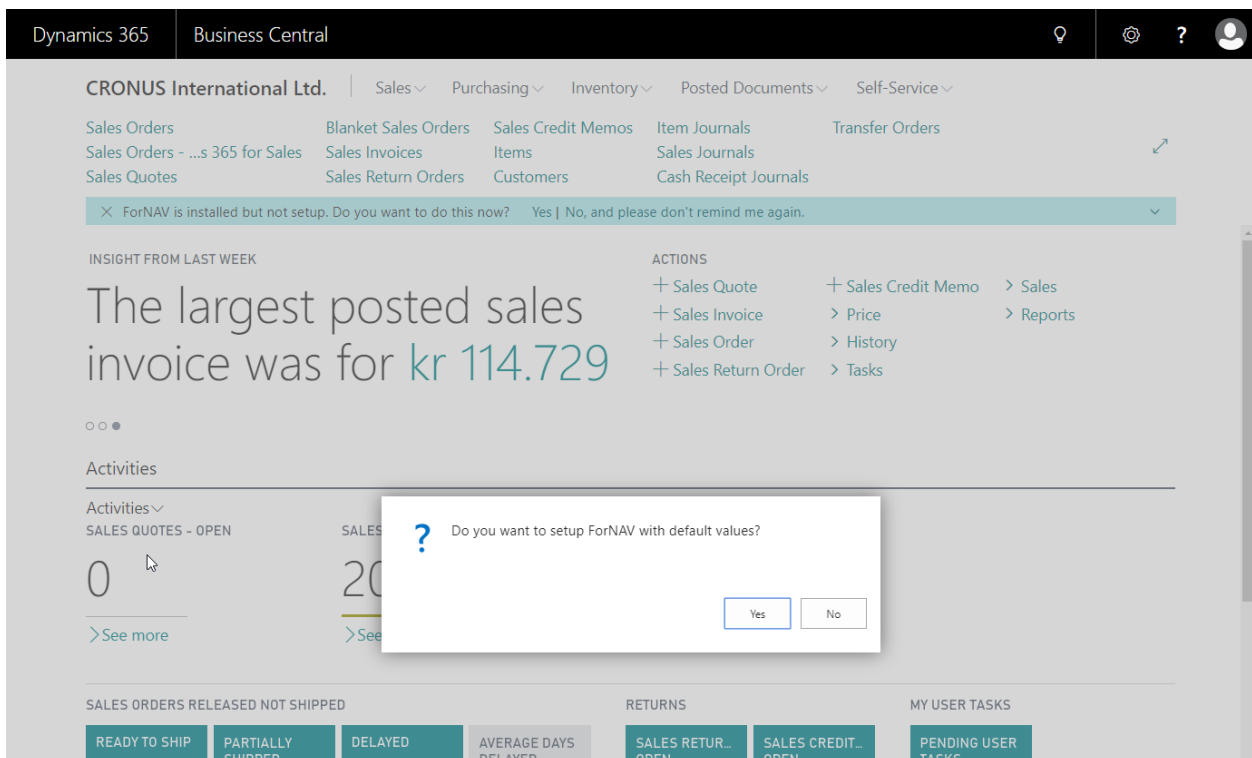 Dynamics 365 Business Central ?
CRONUS International Ltd. Sales Purchasing Inventory Posted Documents Self-Service
Sales Orders Blanket Sales Orders Sales Credit Memos Item Journals Transfer Orders
Sales Orders - ...s 365 for Sales Sales Invoices Items Sales Journals
Sales Quotes Sales Return Orders Customers Cash Receipt Journals
ForNAV is installed but not setup. Do you want to do this now? Yes | No, and please don't remind me again.
INSIGHT FROM LAST WEEK
The largest posted sales
invoice was for kr 114.729
ACTIONS
+ Sales Quote + Sales Credit Memo > Sales
+ Sales Invoice > Price > Reports
+ Sales Order > History
+ Sales Return Order > Tasks
Activities
Activities
SALES QUOTES - OPEN SALES
0 20
>See more >See
? Do you want to setup ForNAV with default values?
Yes No
SALES ORDERS RELEASED NOT SHIPPED RETURNS MY USER TASKS
READY TO SHIP PARTIALLY DELAYED AVERAGE DAYS SALES RETUR... SALES CREDIT... PENDING USER
SHIPPED DELAYED OPEN OPEN TASKS